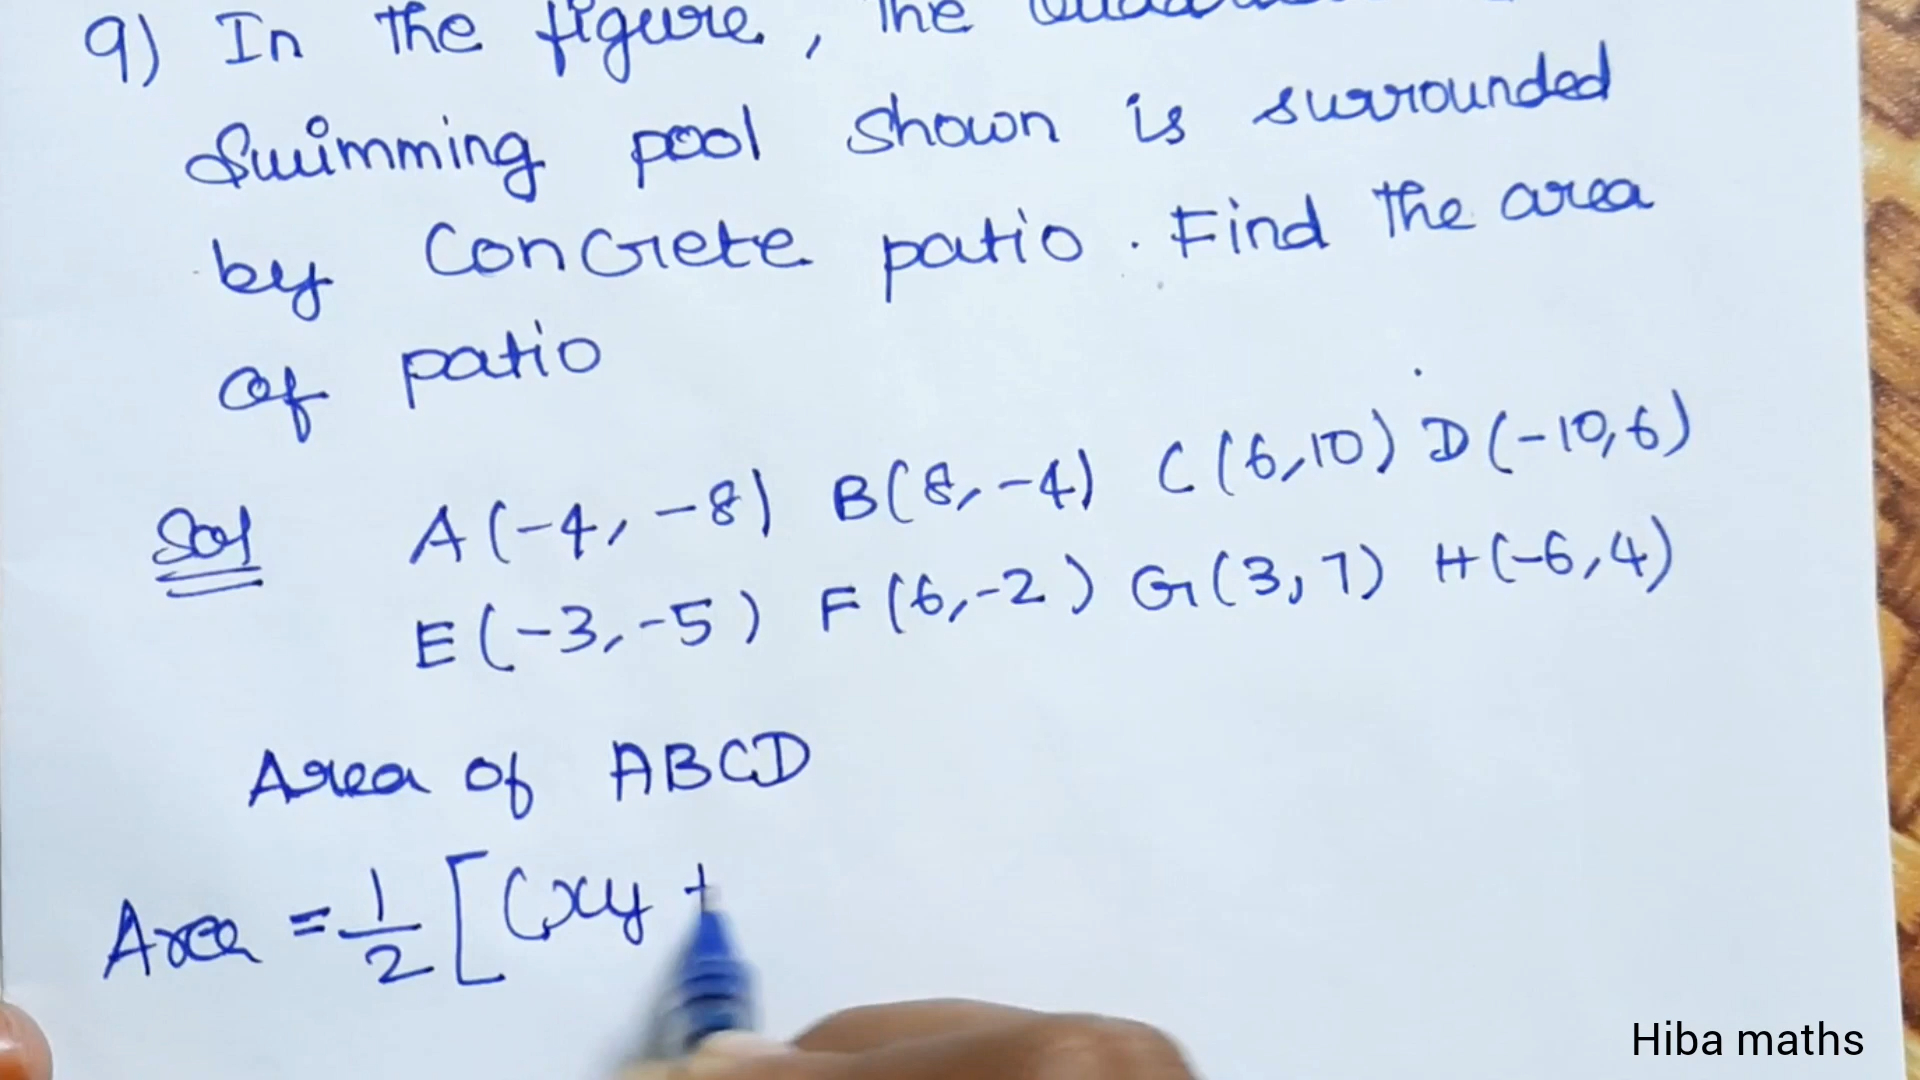 9) In the figure, The
Swimming pool shown is surrounded
by Concrete patio. Find the area
of patio
Sol A(-4, -8) B(8, -4) C(6, 10) D(-10, 6)
E(-3, -5) F(6, -2) G(3, 7) H(-6, 4)
Area of ABCD
Area = 1/2 [(xy +
Hiba maths